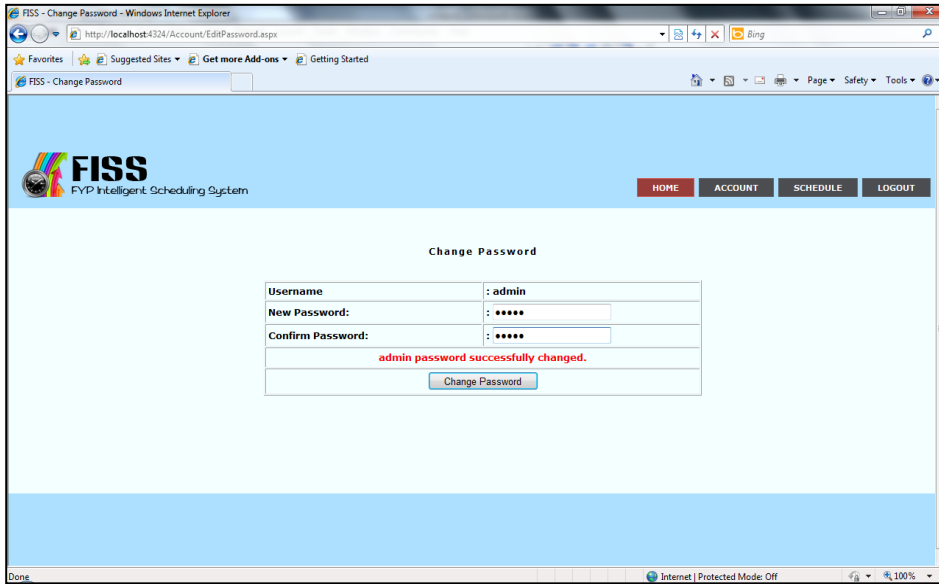 FISS - Change Password - Windows Internet Explorer
http://localhost:4324/Account/EditPassword.aspx
Bing
Favorites Suggested Sites Get more Add-ons Getting Started
FISS - Change Password
Page Safety Tools
FISS
FYP Intelligent Scheduling System
HOME ACCOUNT SCHEDULE LOGOUT
Change Password
Username : admin
New Password: : •••••
Confirm Password: : •••••
admin password successfully changed.
Change Password
Done Internet | Protected Mode: Off 100%